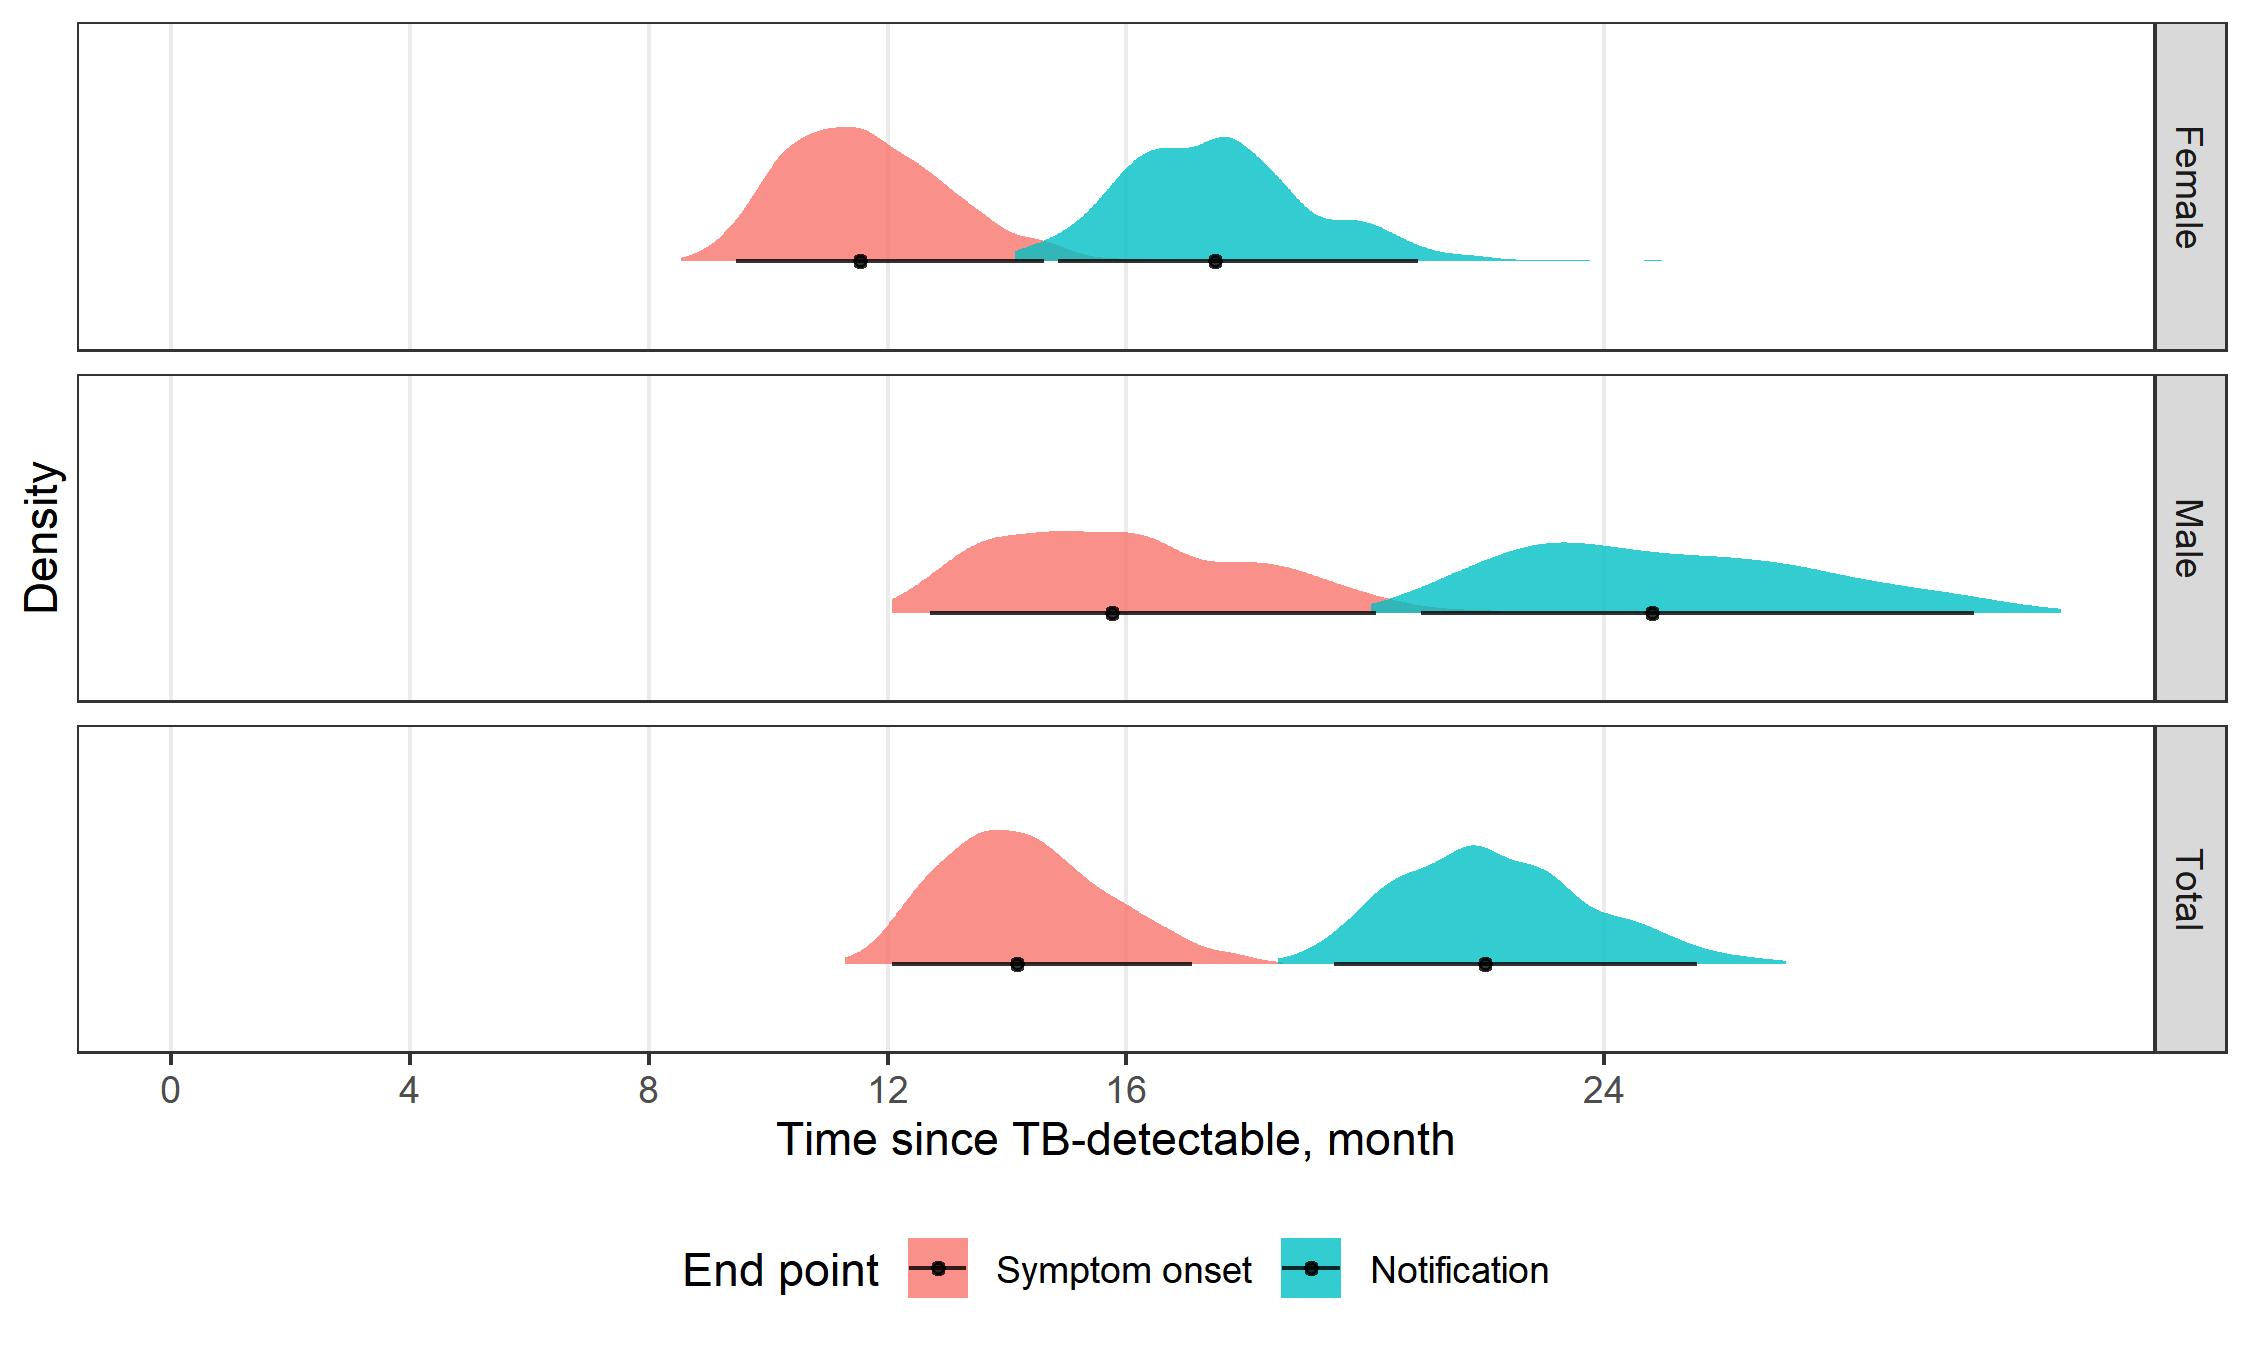 Female
Male
Total
Density
0 4 8 12 16 24
Time since TB-detectable, month
End point Symptom onset Notification